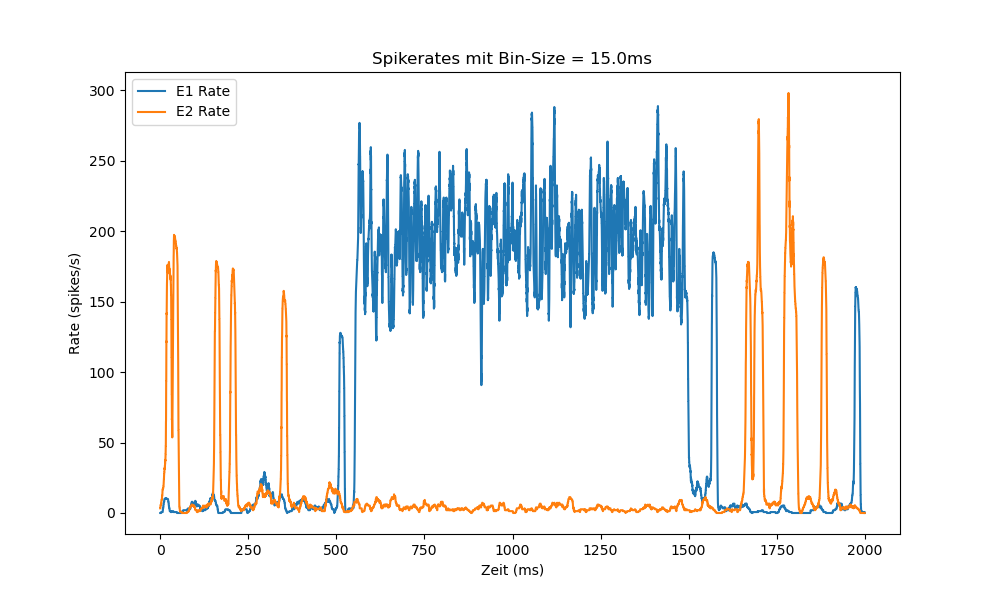 Spikerates mit Bin-Size = 15.0ms
E1 Rate
E2 Rate
300
250
200
150
100
50
0
Rate (spikes/s)
0 250 500 750 1000 1250 1500 1750 2000
Zeit (ms)